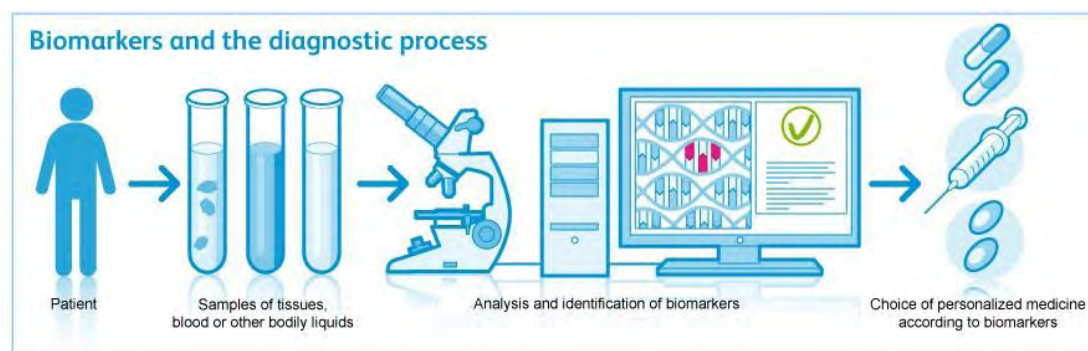 Biomarkers and the diagnostic process
Patient
Samples of tissues,
blood or other bodily liquids
Analysis and identification of biomarkers
Choice of personalized medicine
according to biomarkers